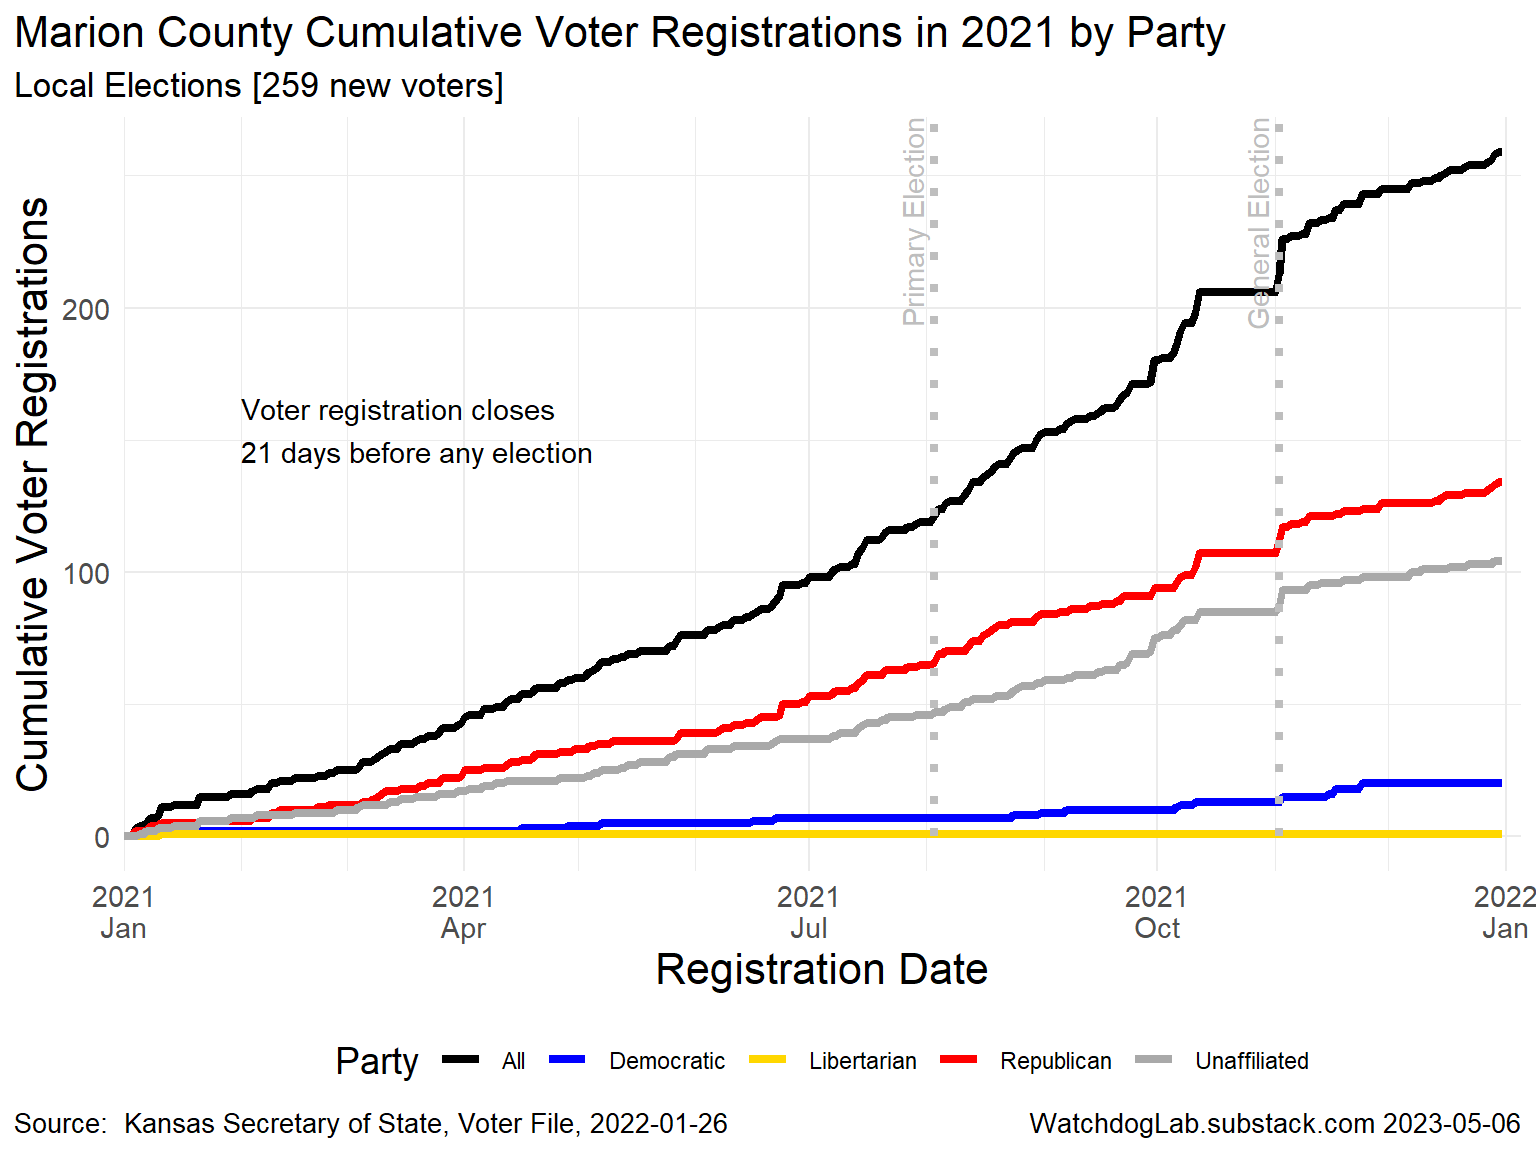 Marion County Cumulative Voter Registrations in 2021 by Party
Local Elections [259 new voters]
Cumulative Voter Registrations
Primary Election
General Election
200
100
0
Voter registration closes
21 days before any election
2021
Jan
2021
Apr
2021
Jul
2021
Oct
2022
Jan
Registration Date
Party All Democratic Libertarian Republican Unaffiliated
Source:  Kansas Secretary of State, Voter File, 2022-01-26
WatchdogLab.substack.com 2023-05-06